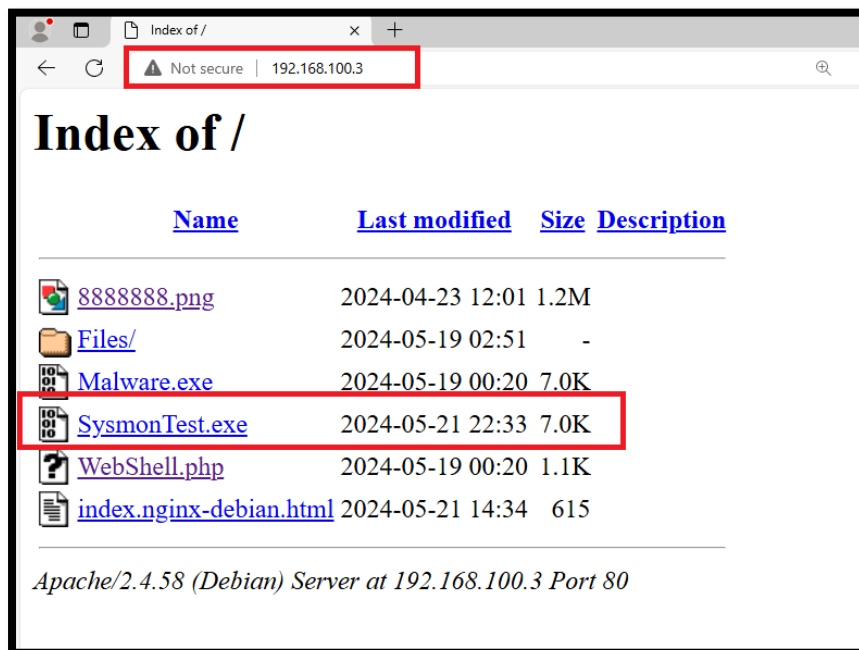 Index of /
Not secure | 192.168.100.3
Index of /
Name Last modified Size Description
8888888.png 2024-04-23 12:01 1.2M
Files/ 2024-05-19 02:51 -
Malware.exe 2024-05-19 00:20 7.0K
SysmonTest.exe 2024-05-21 22:33 7.0K
WebShell.php 2024-05-19 00:20 1.1K
index.nginx-debian.html 2024-05-21 14:34 615
Apache/2.4.58 (Debian) Server at 192.168.100.3 Port 80